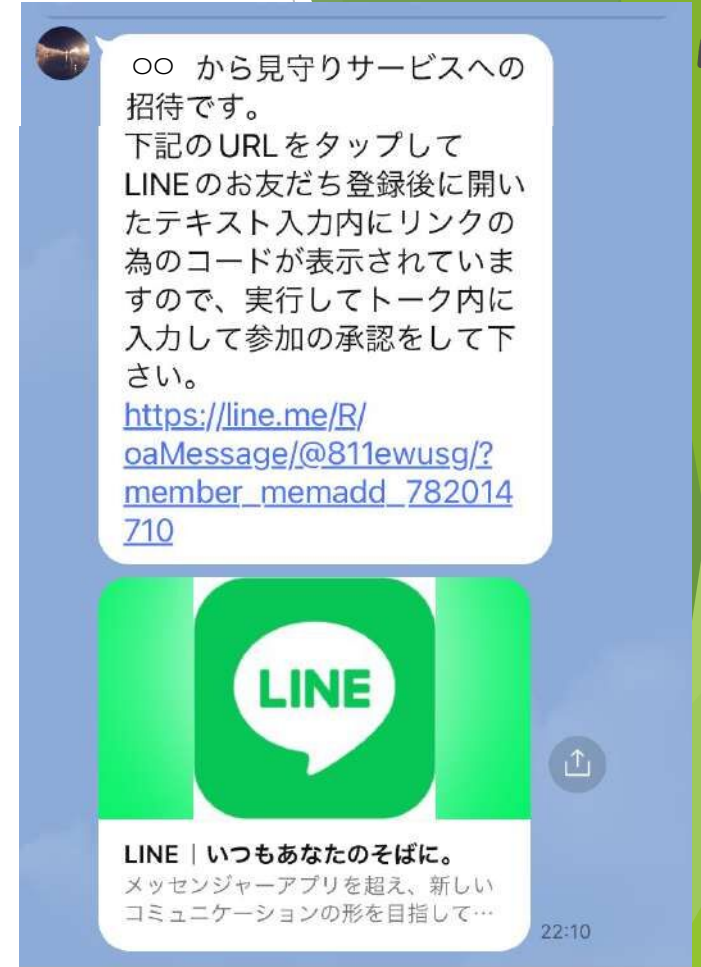 ○○ から見守りサービスへの
招待です。
下記のURLをタップして
LINEのお友だち登録後に開い
たテキスト入力内にリンクの
為のコードが表示されていま
すので、実行してトーク内に
入力して参加の承認をして下
さい。
https://line.me/R/
oaMessage/@811ewusg/?
member_memadd_782014
710
LINE
LINE｜いつもあなたのそばに。
メッセンジャーアプリを超え、新しい
コミュニケーションの形を目指して…
22:10